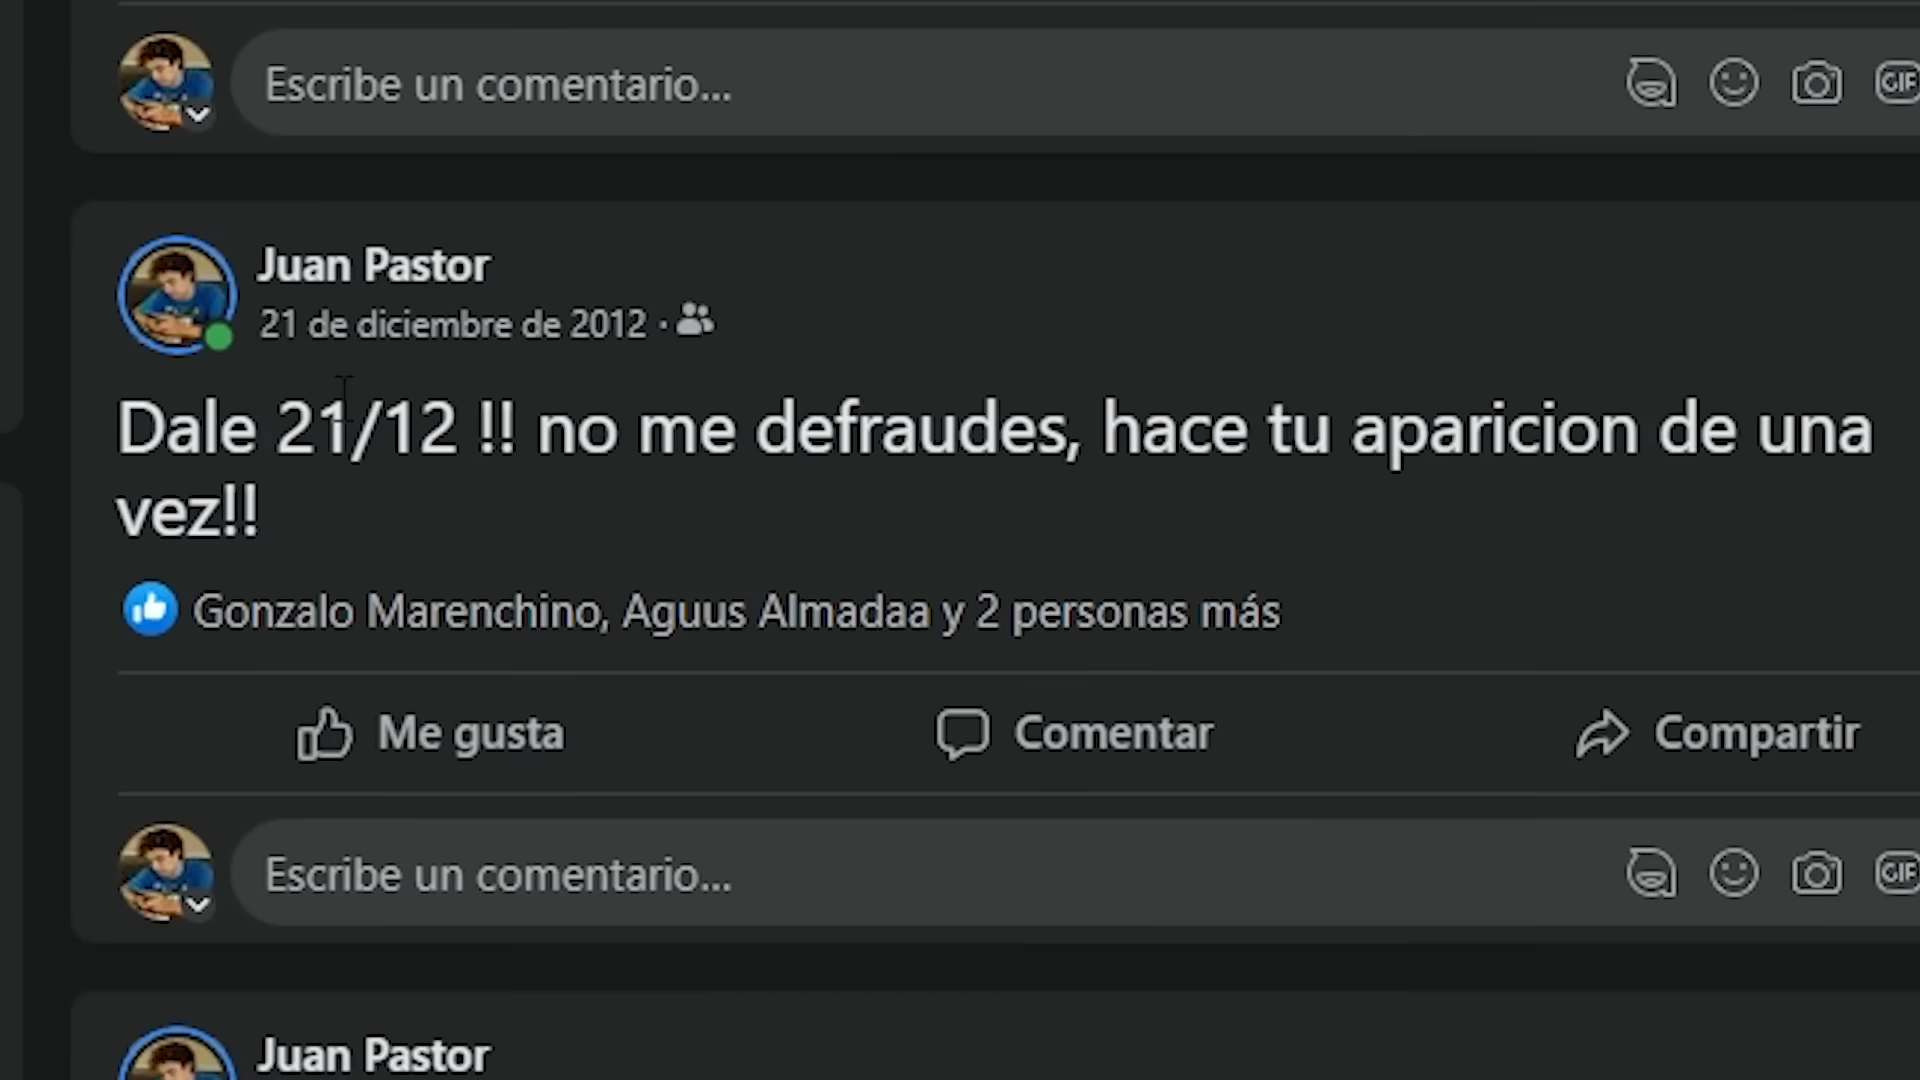 Escribe un comentario...
GIF
Juan Pastor
21 de diciembre de 2012 ·
Dale 21/12 !! no me defraudes, hace tu aparicion de una
vez!!
Gonzalo Marenchino, Aguus Almadaa y 2 personas más
Me gusta
Comentar
Compartir
Escribe un comentario...
GIF
Juan Pastor